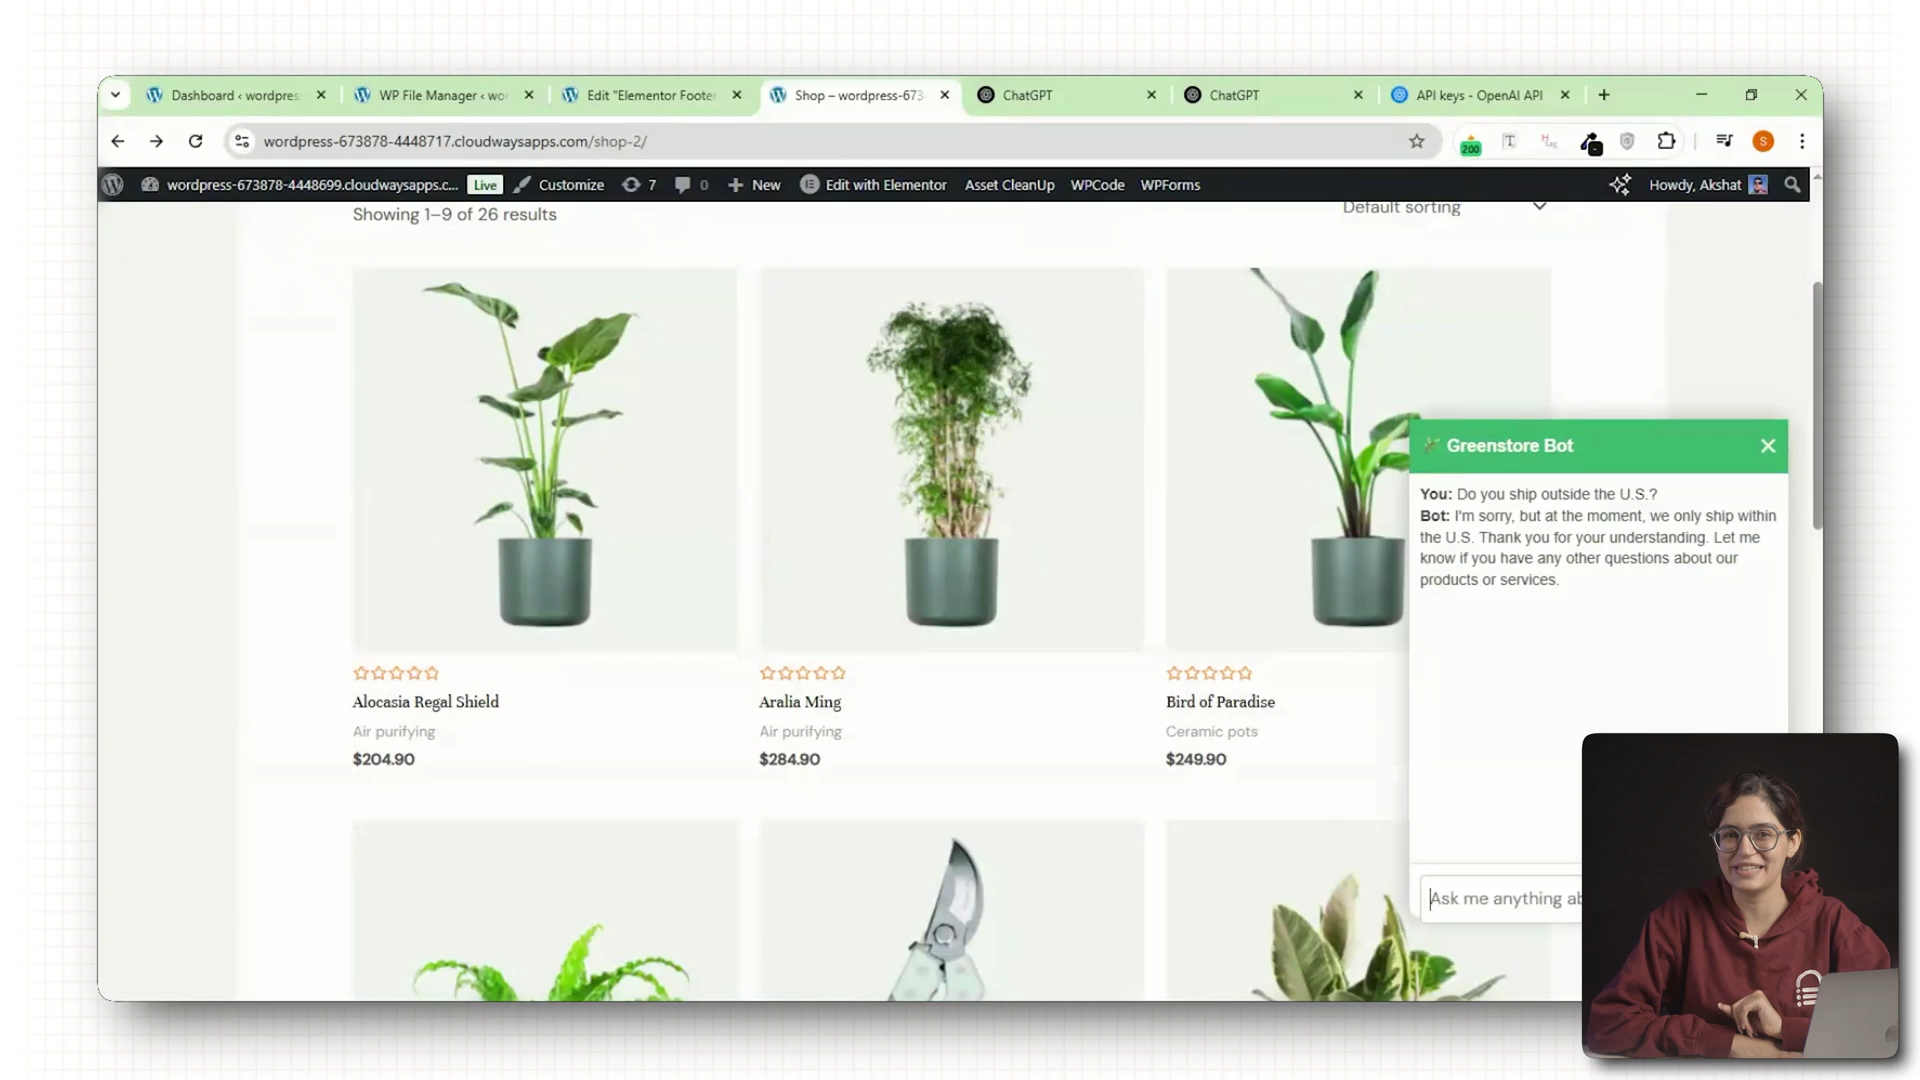 Dashboard ‹ wordpres
WP File Manager ‹ wo
Edit "Elementor Footer
Shop – wordpress-673
ChatGPT
ChatGPT
API keys - OpenAI API
wordpress-673878-4448717.cloudwaysapps.com/shop-2/
200
T
S
wordpress-673878-4448699.cloudwaysapps.c...
Live
Customize
7
0
New
Edit with Elementor
Asset CleanUp
WPCode
WPForms
Howdy, Akshat
Showing 1–9 of 26 results
Default sorting
Alocasia Regal Shield
Air purifying
$204.90
Aralia Ming
Air purifying
$284.90
Bird of Paradise
Ceramic pots
$249.90
Greenstore Bot
You: Do you ship outside the U.S.?
Bot: I'm sorry, but at the moment, we only ship within
the U.S. Thank you for your understanding. Let me
know if you have any other questions about our
products or services.
Ask me anything ab